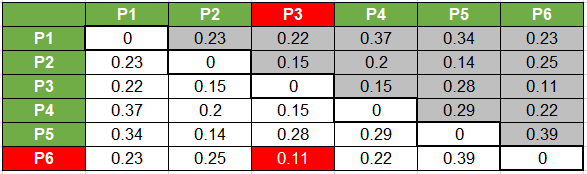 P1 P2 P3 P4 P5 P6
P1 0 0.23 0.22 0.37 0.34 0.23
P2 0.23 0 0.15 0.2 0.14 0.25
P3 0.22 0.15 0 0.15 0.28 0.11
P4 0.37 0.2 0.15 0 0.29 0.22
P5 0.34 0.14 0.28 0.29 0 0.39
P6 0.23 0.25 0.11 0.22 0.39 0